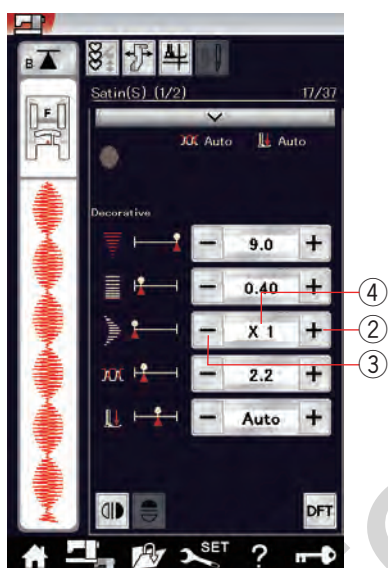 B
Satin(S) (1/2) 17/37
F
Auto Auto
Decorative
− 9.0 +
− 0.40 +
④
− X 1 +
②
③
− 2.2 +
− Auto +
DFT
SET
?